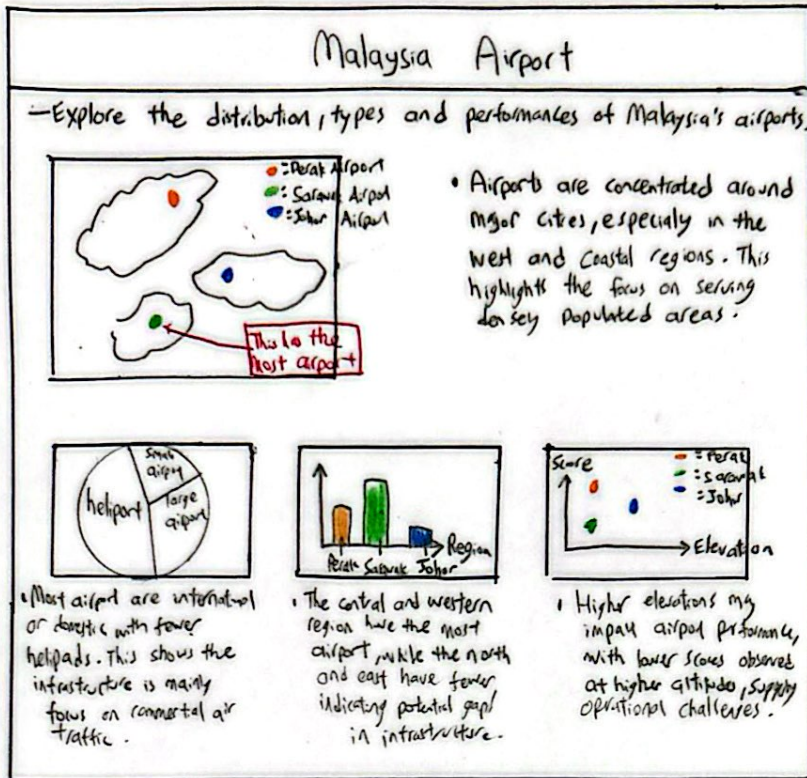 Malaysia Airport
—Explore the distribution, types and performances of Malaysia's airports.
: Perak Airport
: Sarawak Airport
: Johor Airport
This is the
most airport
• Airports are concentrated around
major cities, especialy in the
west and coastal regions. This
highlights the focus on serving
densey populated areas.
heliport
small
airport
large
airport
• Most airport are international
or domestic with fewer
helipads. This shows the
infrastructure is mainly
focus on commertal air
traffic.
Region
Perak Sarawak Johor
• The central and western
region have the most
airport, while the north
and east have fewer
indicating potential gaps
in infrastructure.
Score
: Perak
: Sarawak
: Johor
Elevation
• Higher elevations my
impact airport performance,
with lower scores observed
at higher altitudes,
operational challenges.